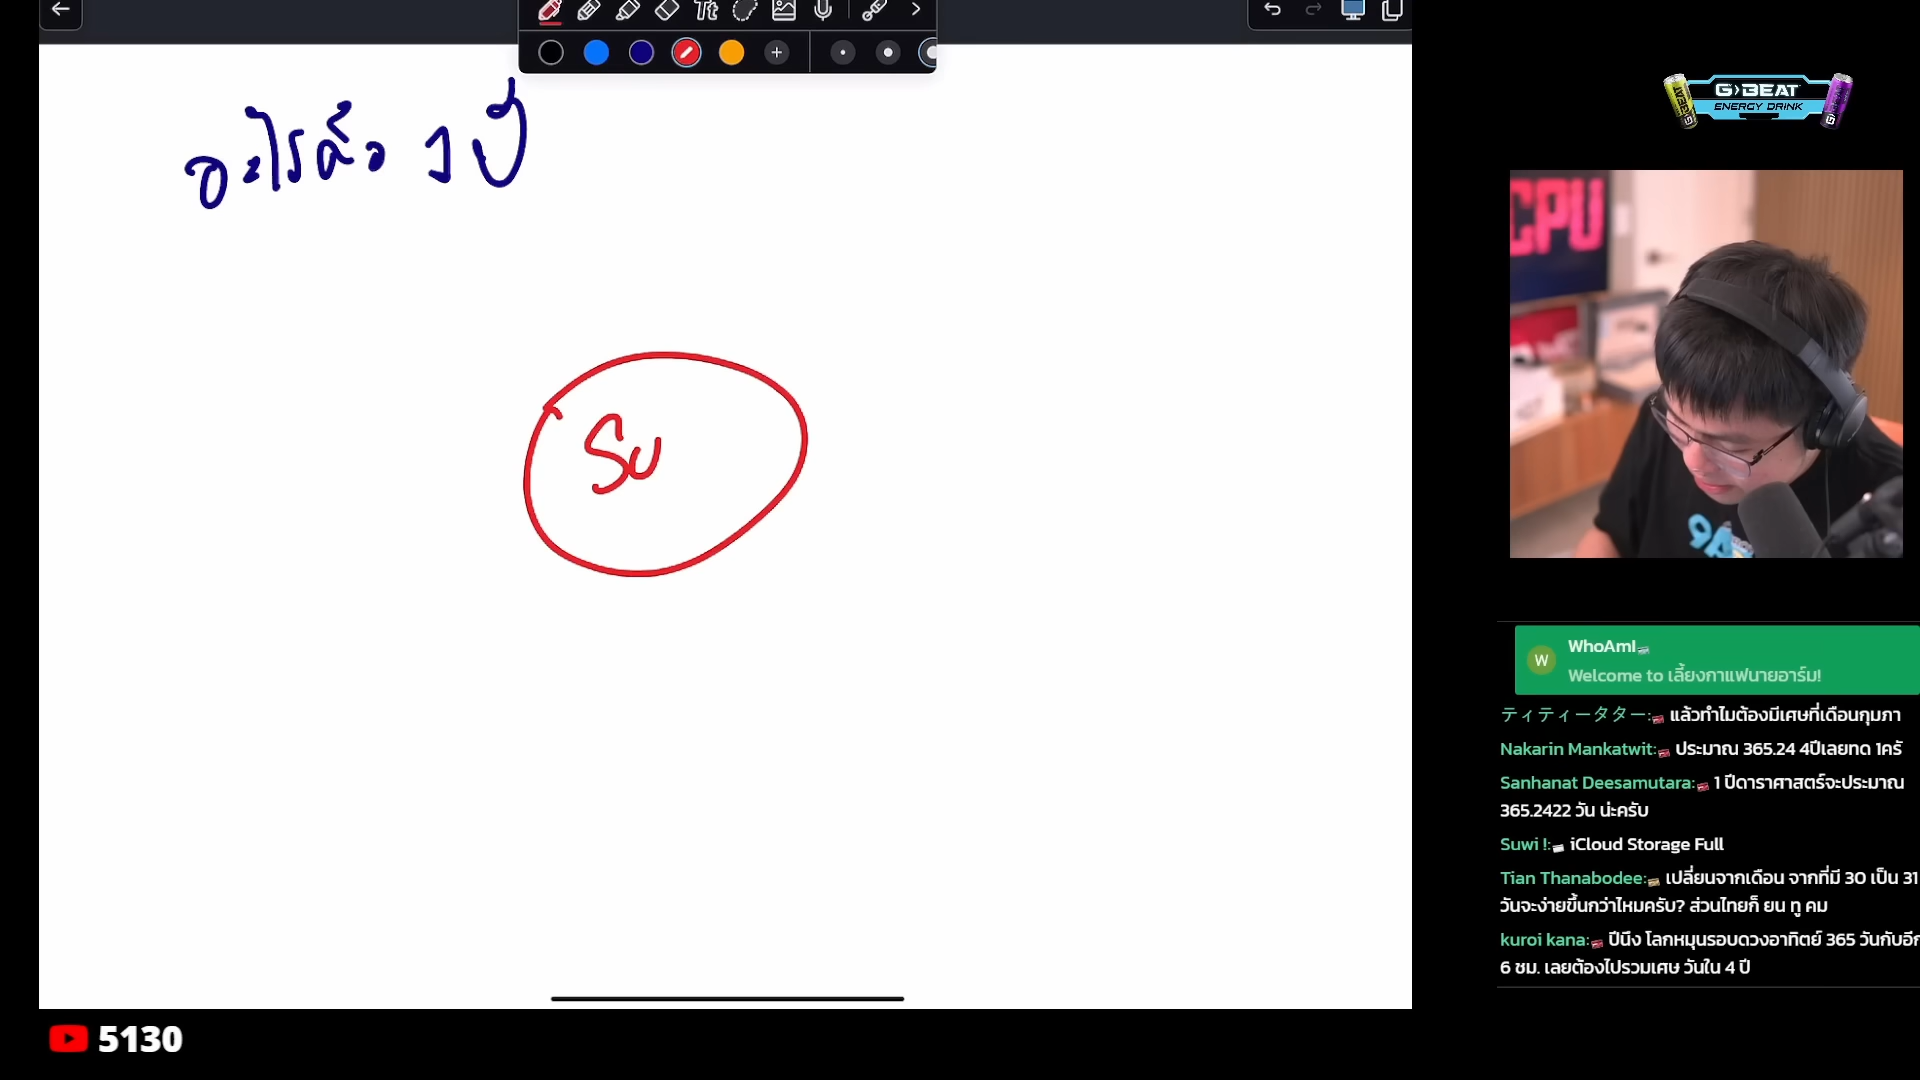 Tt
อะไรคือ 1 ปี
Su
G>BEAT
ENERGY DRINK
CPU
WhoAmI
W
Welcome to เลี้ยงกาแฟนายอาร์ม!
ティティータター: แล้วทำไมต้องมีเศษที่เดือนกุมภา
Nakarin Mankatwit: ประมาณ 365.24 4ปีเลยทด 1ครั
Sanhanat Deesamutara: 1 ปีดาราศาสตร์จะประมาณ
365.2422 วัน น่ะครับ
Suwi !: iCloud Storage Full
Tian Thanabodee: เปลี่ยนจากเดือน จากที่มี 30 เป็น 31
วันจะง่ายขึ้นกว่าไหมครับ? ส่วนไทยก็ ยน ทู คม
kuroi kana: ปีนึง โลกหมุนรอบดวงอาทิตย์ 365 วันกับอีก
6 ชม. เลยต้องไปรวมเศษ วันใน 4 ปี
5130